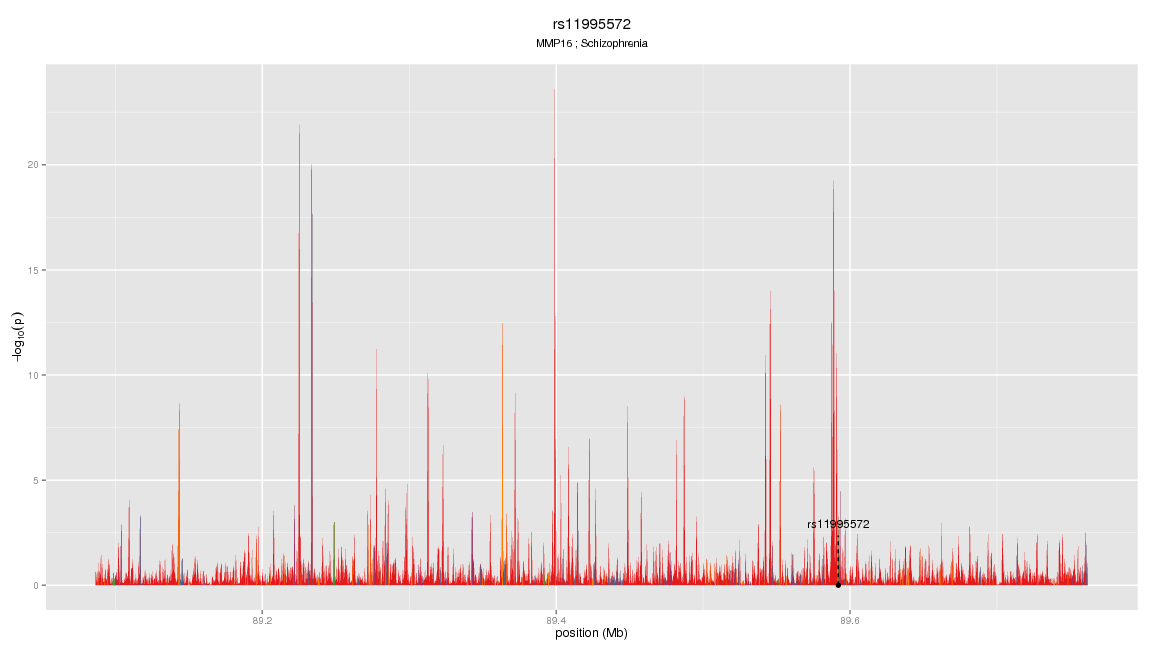 rs11995572
MMP16 ; Schizophrenia
20
15
10
5
0
−log10(p)
rs11995572
89.2
89.4
89.6
position (Mb)